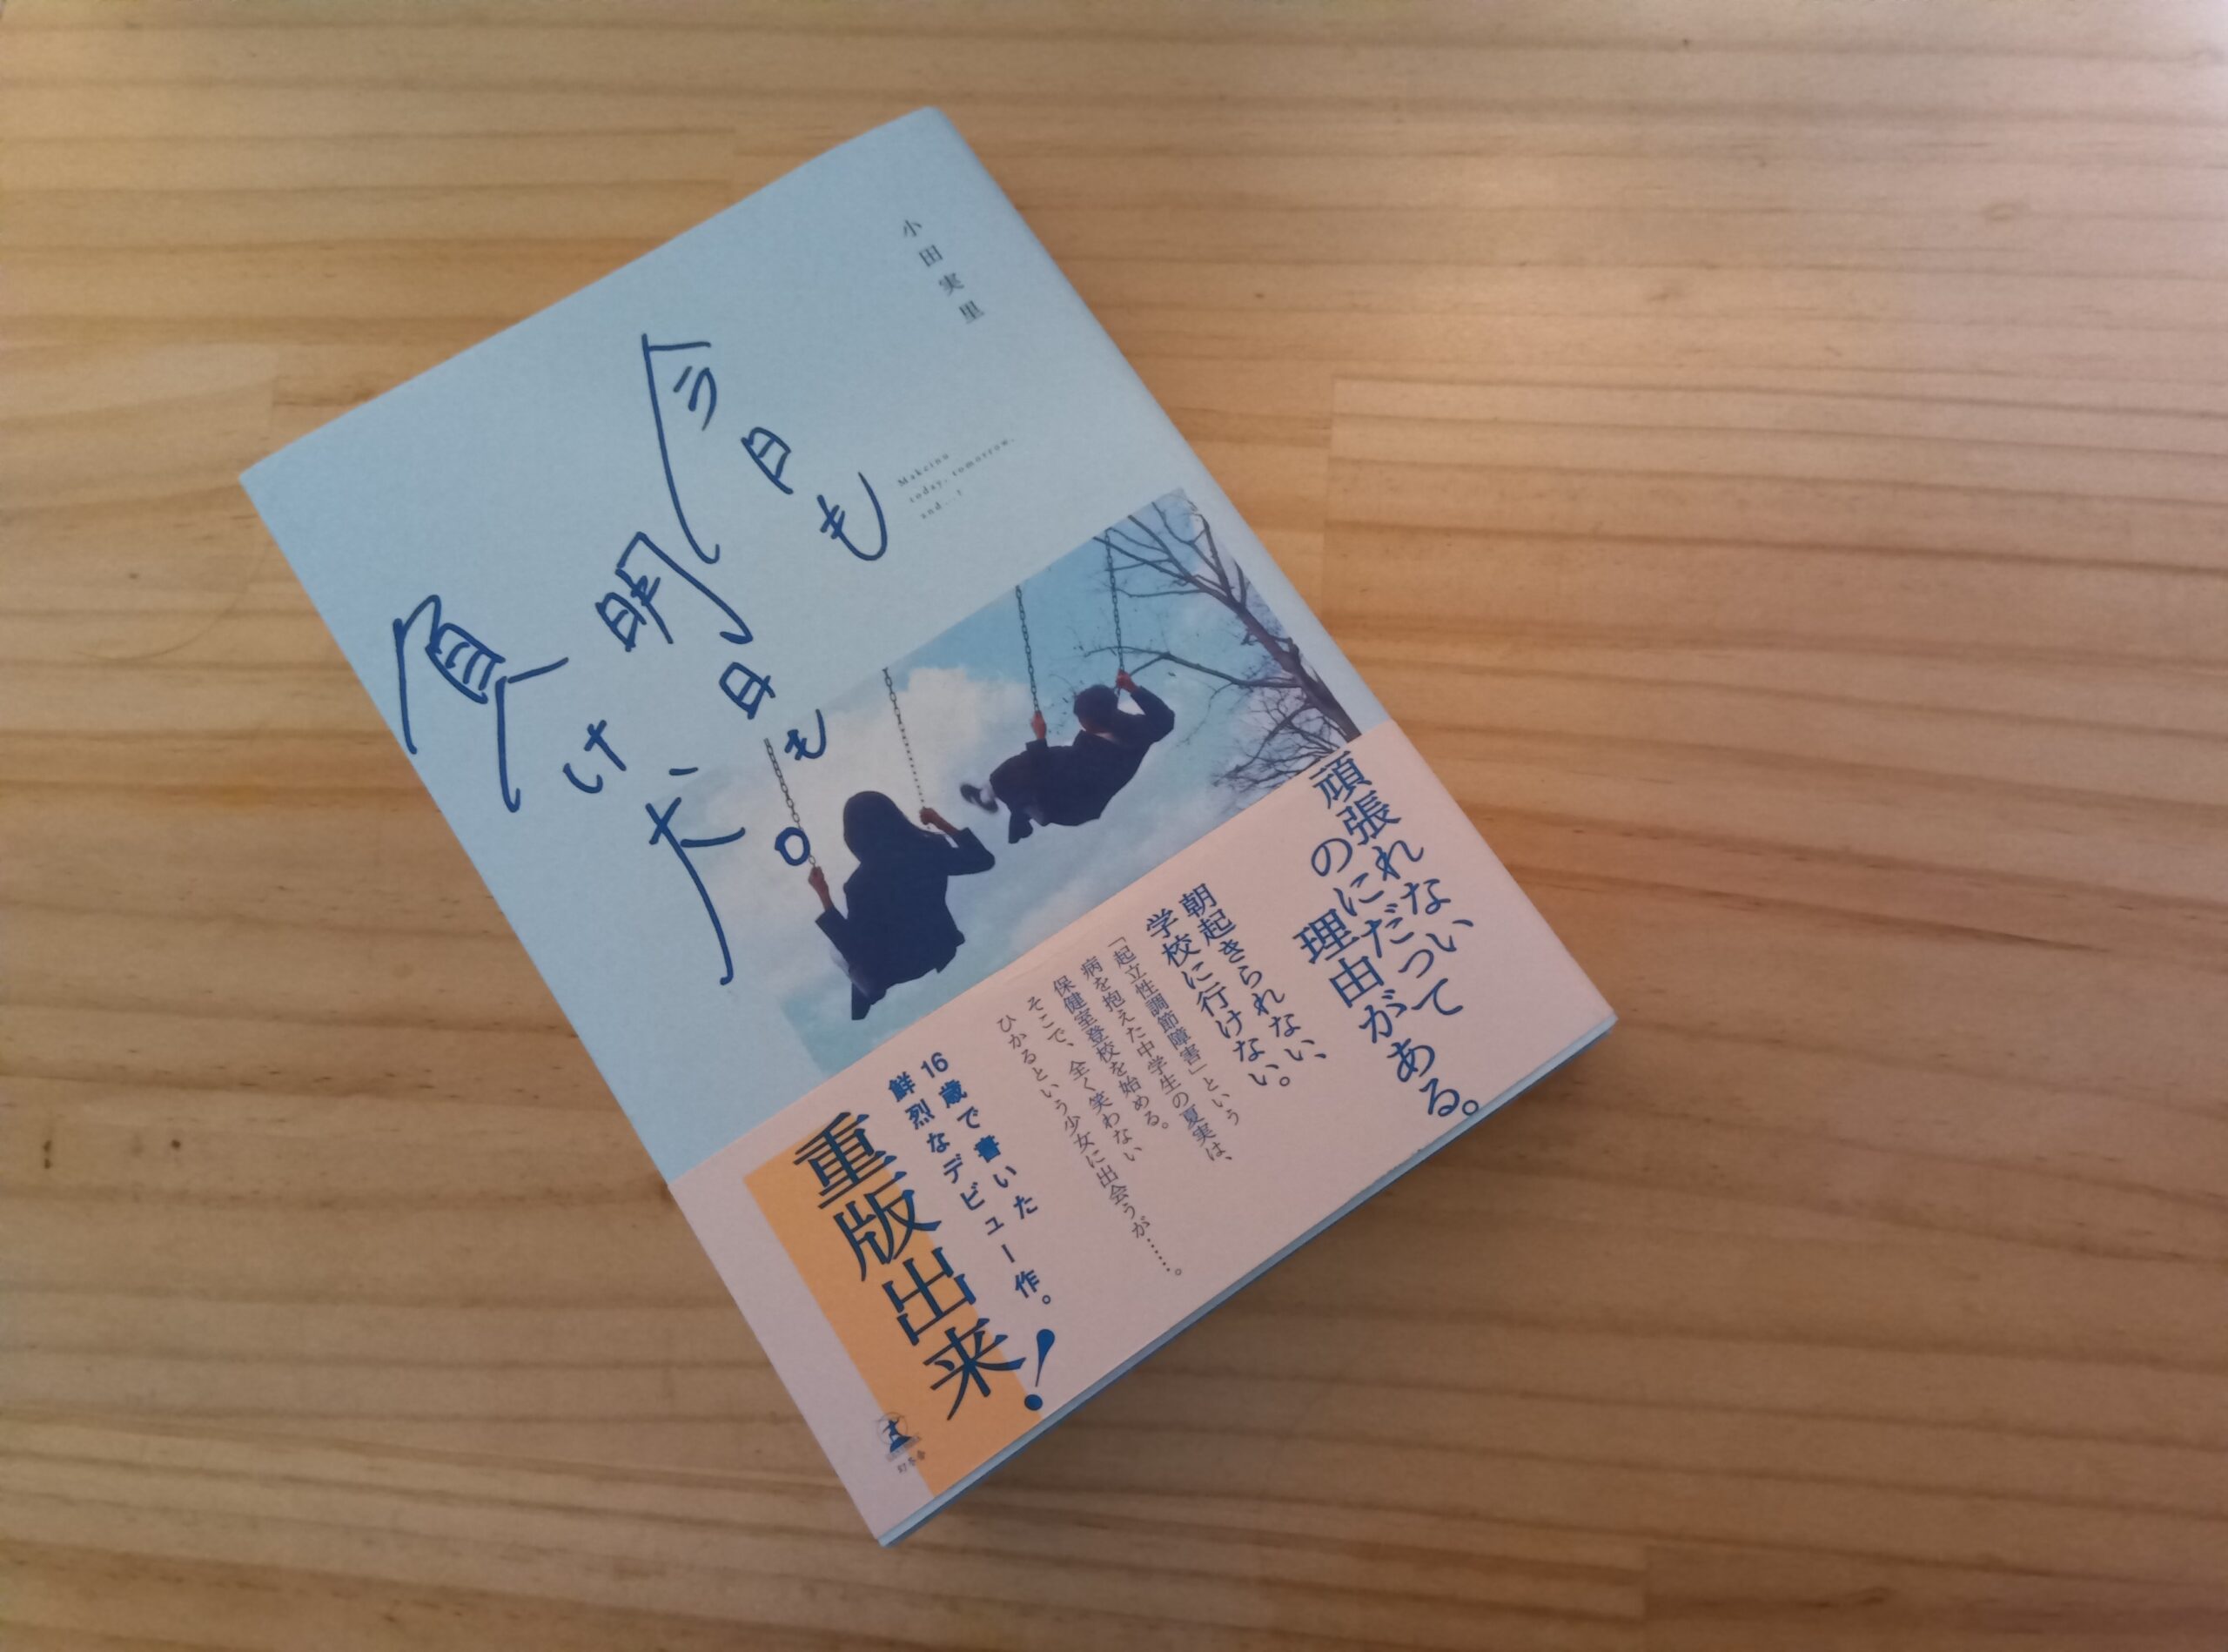 小田実里
今日も
明日も
負け犬。
Makeinu
today, tomorrow,
and...?
頑張れない
のにだって
理由がある。
朝起きられない、
学校に行けない。
「起立性調節障害」という
病を抱えた中学生の夏実は、
保健室登校を始める。
そこで、全く笑わない
ひかるという少女に出会うが……。
16歳で書いた
鮮烈なデビュー作。
重版出来!
幻冬舎